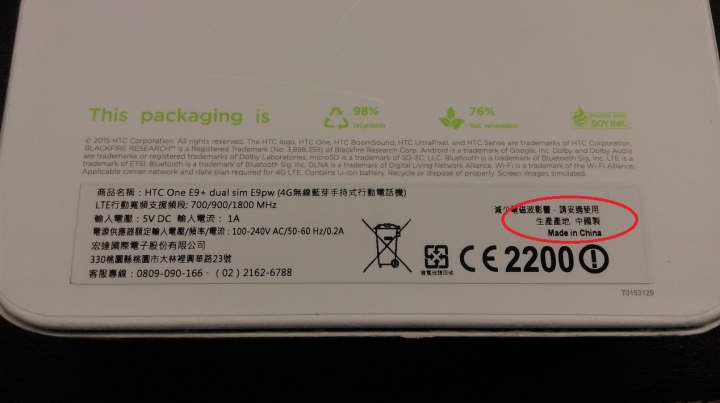 This packaging is
98%
recyclable
76%
fast renewable
PRINTED WITH
SOY INK
© 2015 HTC Corporation. All rights reserved. The HTC logo, HTC One, HTC BoomSound, HTC UltraPixel, and HTC Sense are trademarks of HTC Corporation.
BLACKFIRE RESEARCH™ is a Registered Trademark (No. 3,898,359) of Blackfire Research Corp. Android is a trademark of Google, Inc. Dolby and Dolby Audio
are trademarks or registered trademarks of Dolby Laboratories. microSD is a trademark of SD-3C, LLC. Bluetooth is a trademark of Bluetooth Sig, Inc. LTE is a
trademark of ETSI. Bluetooth is a trademark of Bluetooth Sig, Inc. DLNA is a trademark of Digital Living Network Alliance. Wi-Fi is a trademark of the Wi-Fi Alliance.
Applicable carrier network and data plan required for 4G LTE. Contains Li-ion battery. Recycle or dispose of properly. Screen images simulated.
商品名稱：HTC One E9+ dual sim E9pw (4G無線藍芽手持式行動電話機)
LTE行動寬頻支援頻段: 700/900/1800 MHz
輸入電壓：5V DC 輸入電流：1A
電源供應器額定輸入電壓/頻率/電流：100-240V AC/50-60 Hz/0.2A
宏達國際電子股份有限公司
330桃園縣桃園市大林裡興華路23號
客服專線：0809-090-166、(02) 2162-6788
減少電磁波影響，請妥適使用
生產產地 中國製
Made in China
廢電池請回收
CE2200
70153129